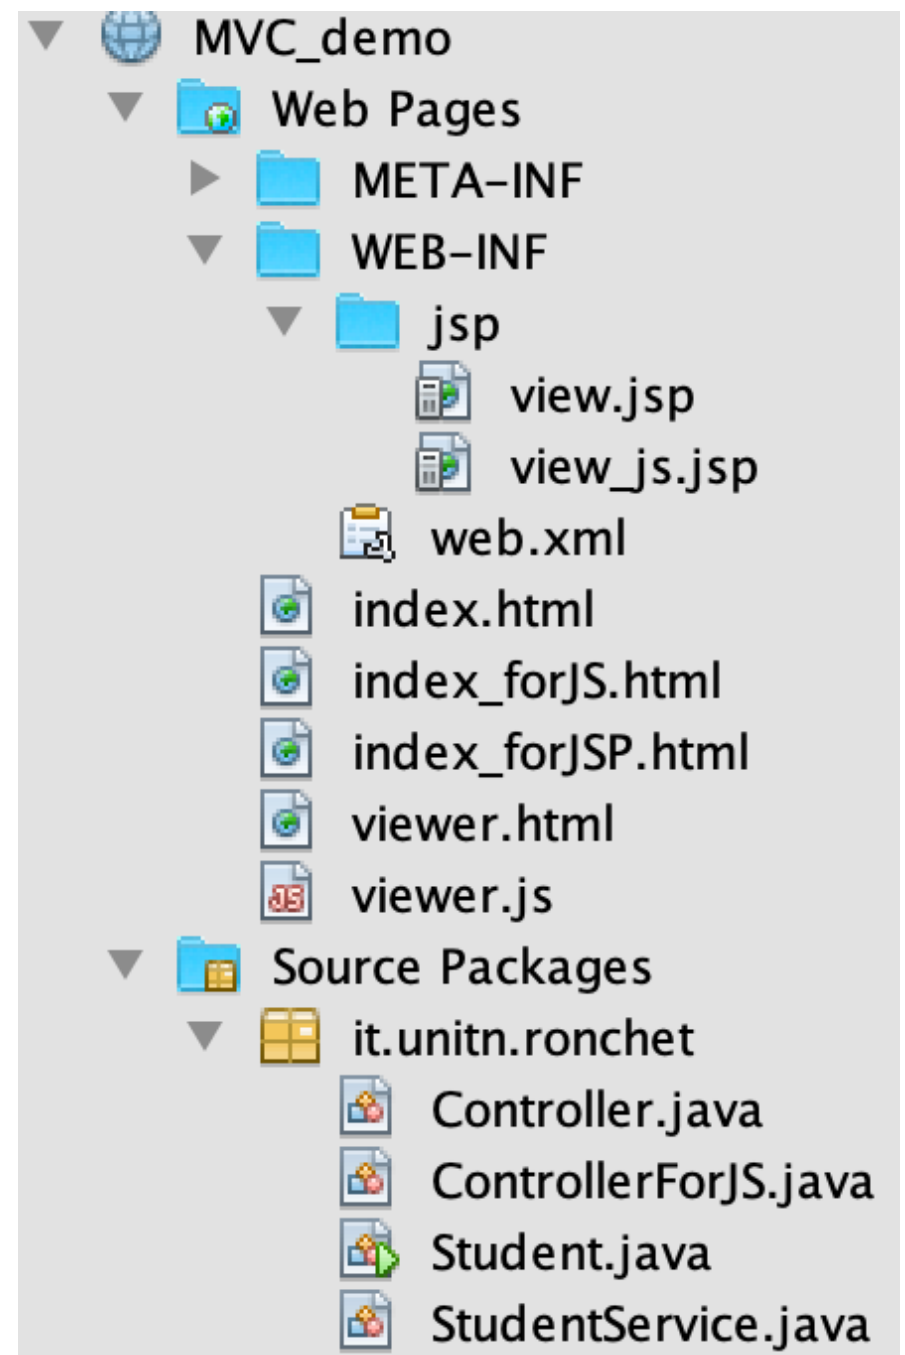 MVC_demo
Web Pages
META-INF
WEB-INF
jsp
view.jsp
view_js.jsp
web.xml
index.html
index_forJS.html
index_forJSP.html
viewer.html
viewer.js
Source Packages
it.unitn.ronchet
Controller.java
ControllerForJS.java
Student.java
StudentService.java